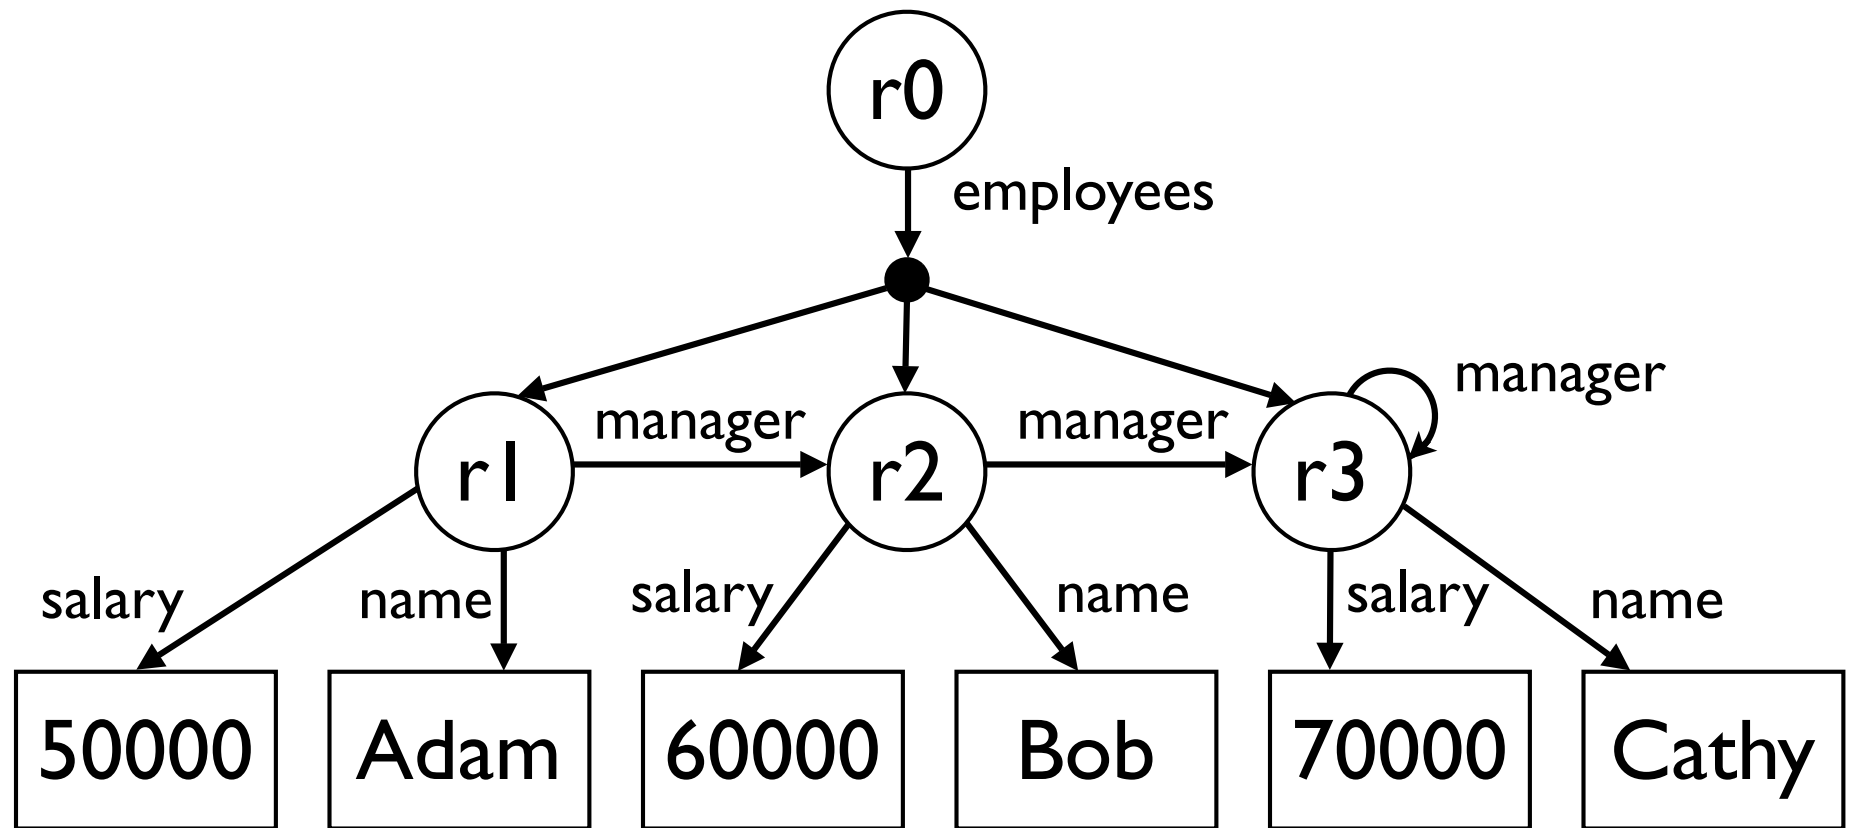 r0
employees
manager
manager
manager
r1
r2
r3
salary
name
salary
name
salary
name
50000
Adam
60000
Bob
70000
Cathy